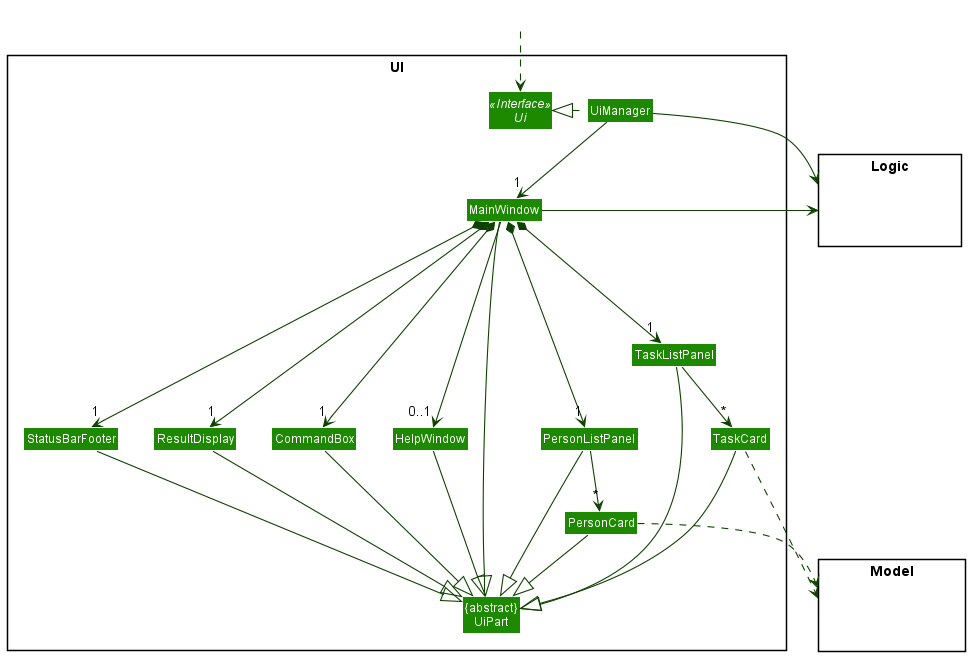 UI
«Interface»
Ui
UiManager
Logic
1
MainWindow
1
TaskListPanel
1
1
1
0..1
1
*
StatusBarFooter
ResultDisplay
CommandBox
HelpWindow
PersonListPanel
TaskCard
*
PersonCard
Model
{abstract}
UiPart